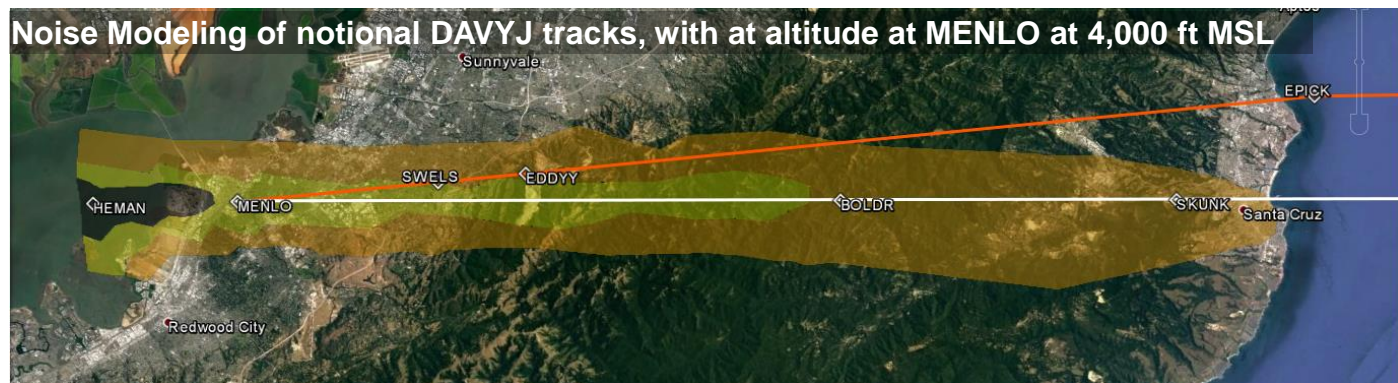 Noise Modeling of notional DAVYJ tracks, with at altitude at MENLO at 4,000 ft MSL
Sunnyvale
EPICK
SWELS
EDDYY
HEMAN
MENLO
BOLDR
SKUNK
Santa Cruz
Redwood City